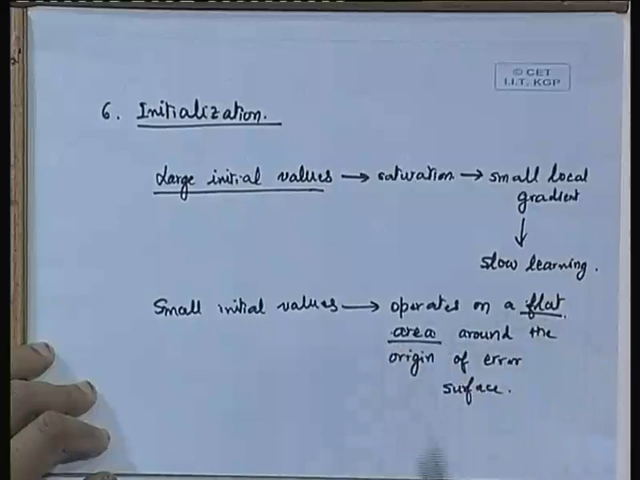 © CET
I.I.T. KGP
6. Initialization.
Large initial values → saturation → small local
gradient
↓
slow learning.
Small initial values → operates on a flat
area around the
origin of error
surface.